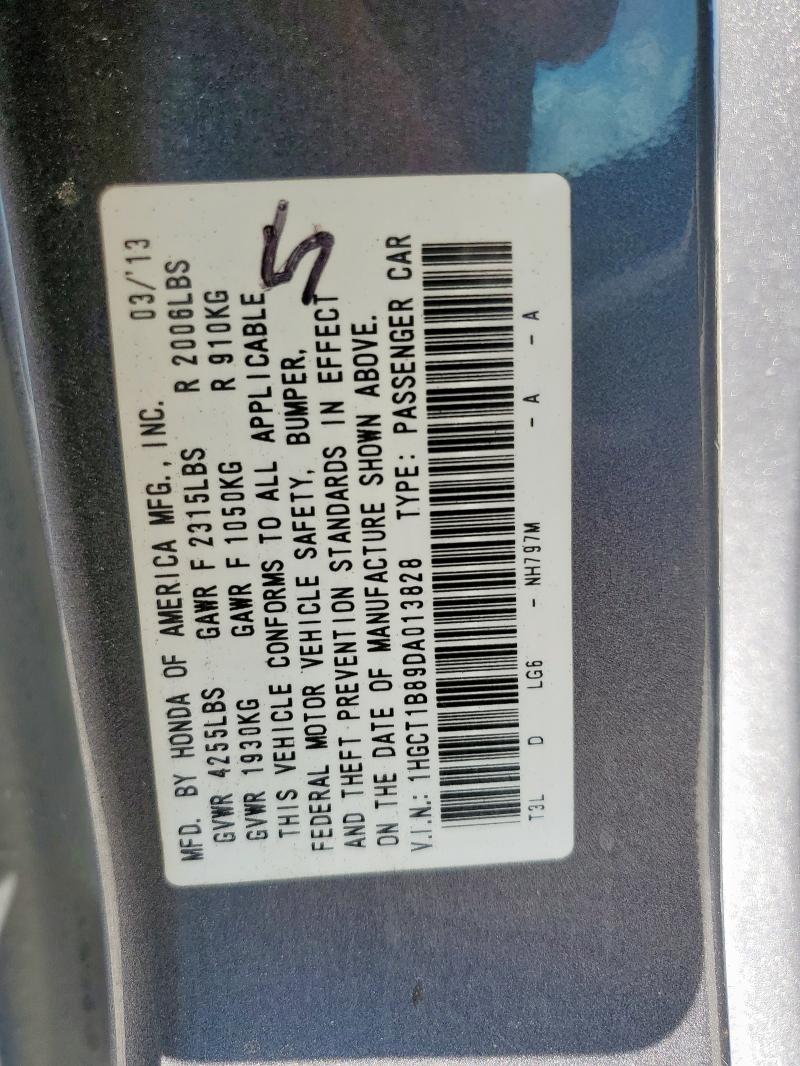 MFD. BY HONDA OF AMERICA MFG., INC. 03/'13
GVWR 4255LBS GAWR F 2315LBS R 2006LBS
GVWR 1930KG GAWR F 1050KG R 910KG
THIS VEHICLE CONFORMS TO ALL APPLICABLE
FEDERAL MOTOR VEHICLE SAFETY, BUMPER,
AND THEFT PREVENTION STANDARDS IN EFFECT
ON THE DATE OF MANUFACTURE SHOWN ABOVE.
V.I.N.: 1HGCT1B89DA013828 TYPE: PASSENGER CAR
T3L D LG6 - NH797M - A - A
5